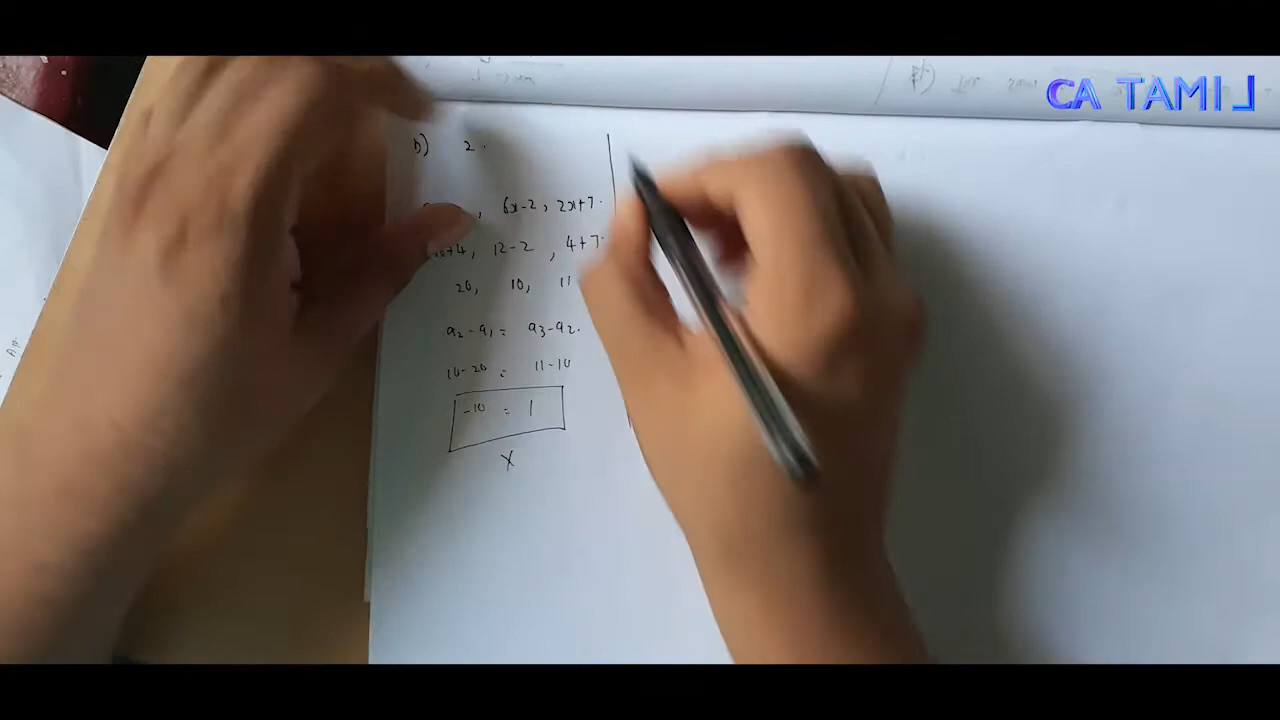 CA TAMIL
b) 2.
, 6x-2, 2x+7.
+4, 12-2, 4+7.
20, 10, 11
a2-a1 = a3-a2.
10-20 = 11-10
-10 = 1
X